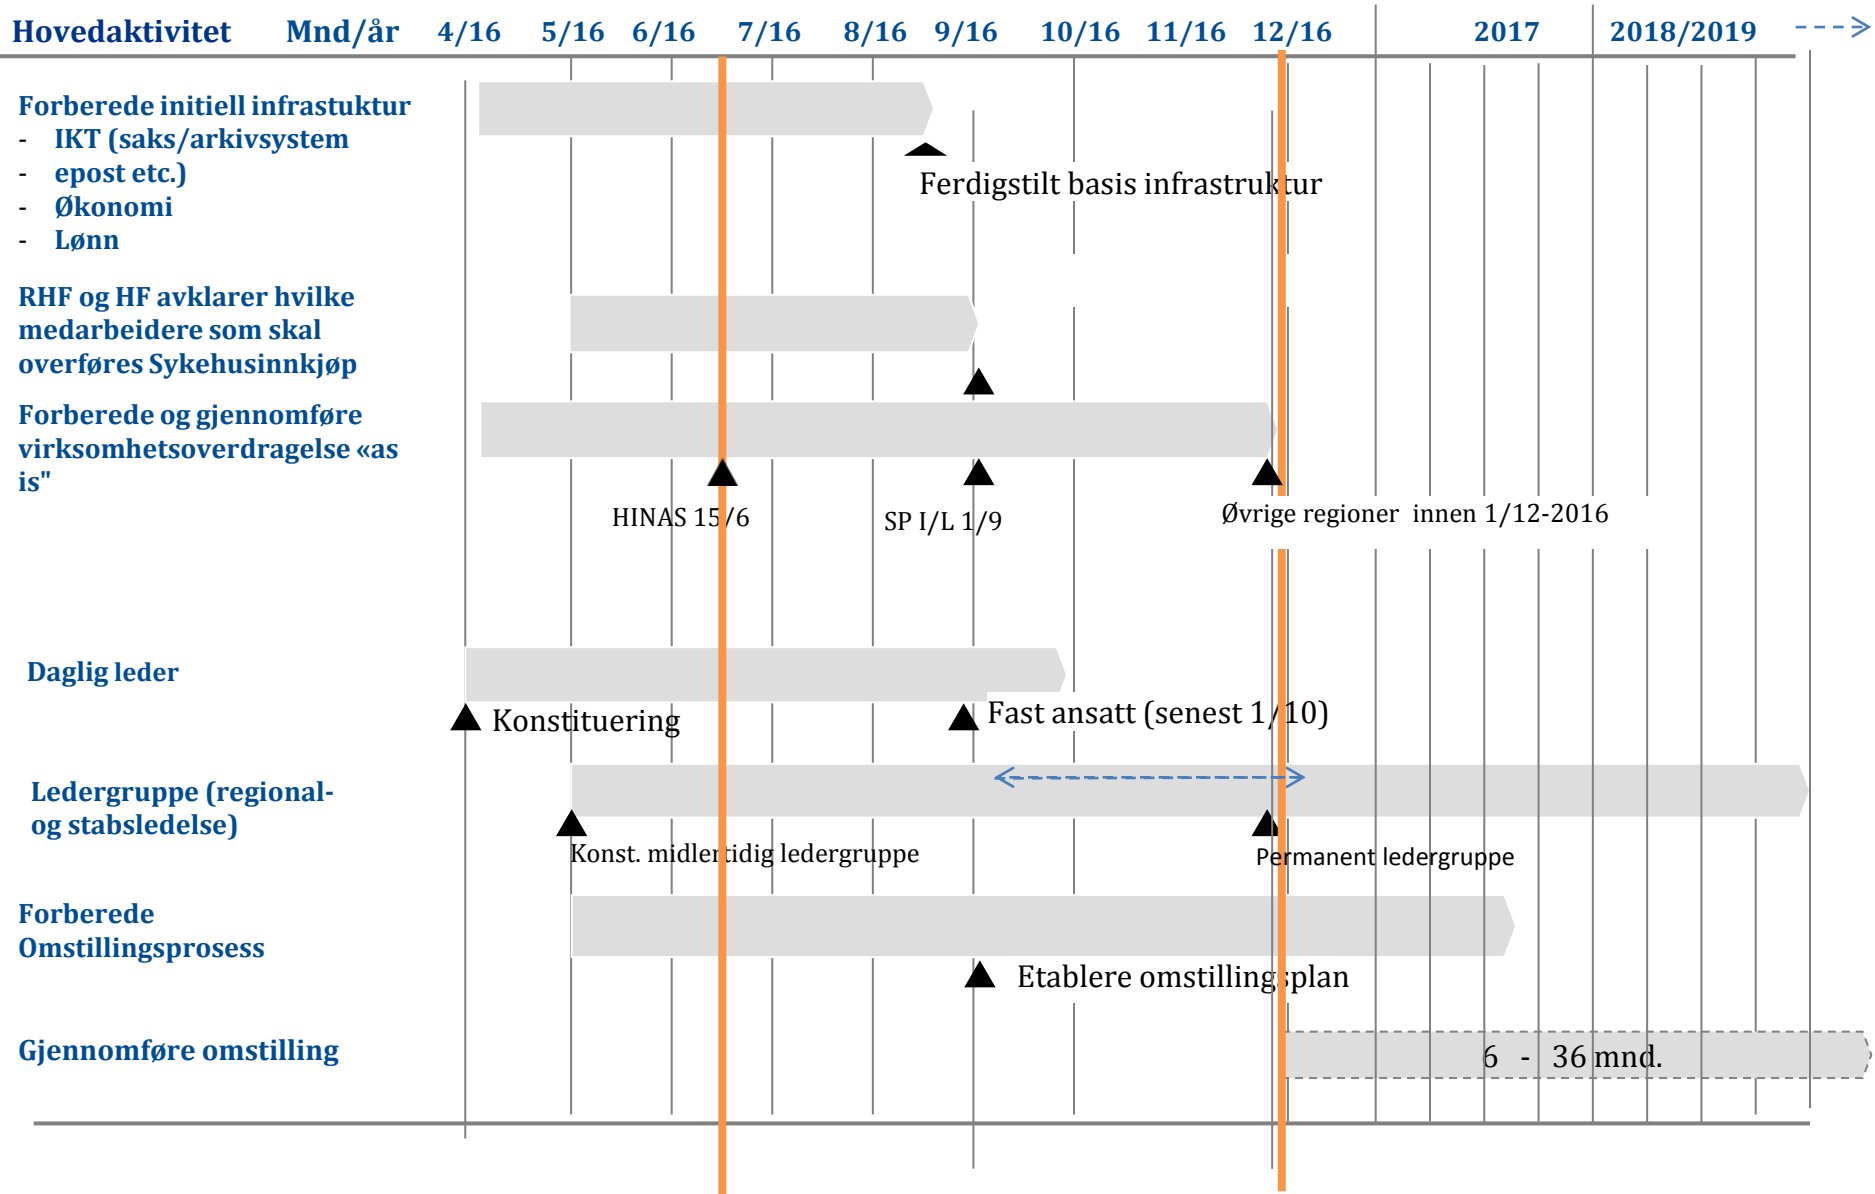 Hovedaktivitet Mnd/år 4/16 5/16 6/16 7/16 8/16 9/16 10/16 11/16 12/16 2017 2018/2019
Forberede initiell infrastuktur
- IKT (saks/arkivsystem
- epost etc.)
- Økonomi
- Lønn
Ferdigstilt basis infrastruktur
RHF og HF avklarer hvilke
medarbeidere som skal
overføres Sykehusinnkjøp
Forberede og gjennomføre
virksomhetsoverdragelse «as
is"
HINAS 15/6
SP I/L 1/9
Øvrige regioner innen 1/12-2016
Daglig leder
Konstituering
Fast ansatt (senest 1/10)
Ledergruppe (regional-
og stabsledelse)
Konst. midlertidig ledergruppe
Permanent ledergruppe
Forberede
Omstillingsprosess
Etablere omstillingsplan
Gjennomføre omstilling
6 - 36 mnd.